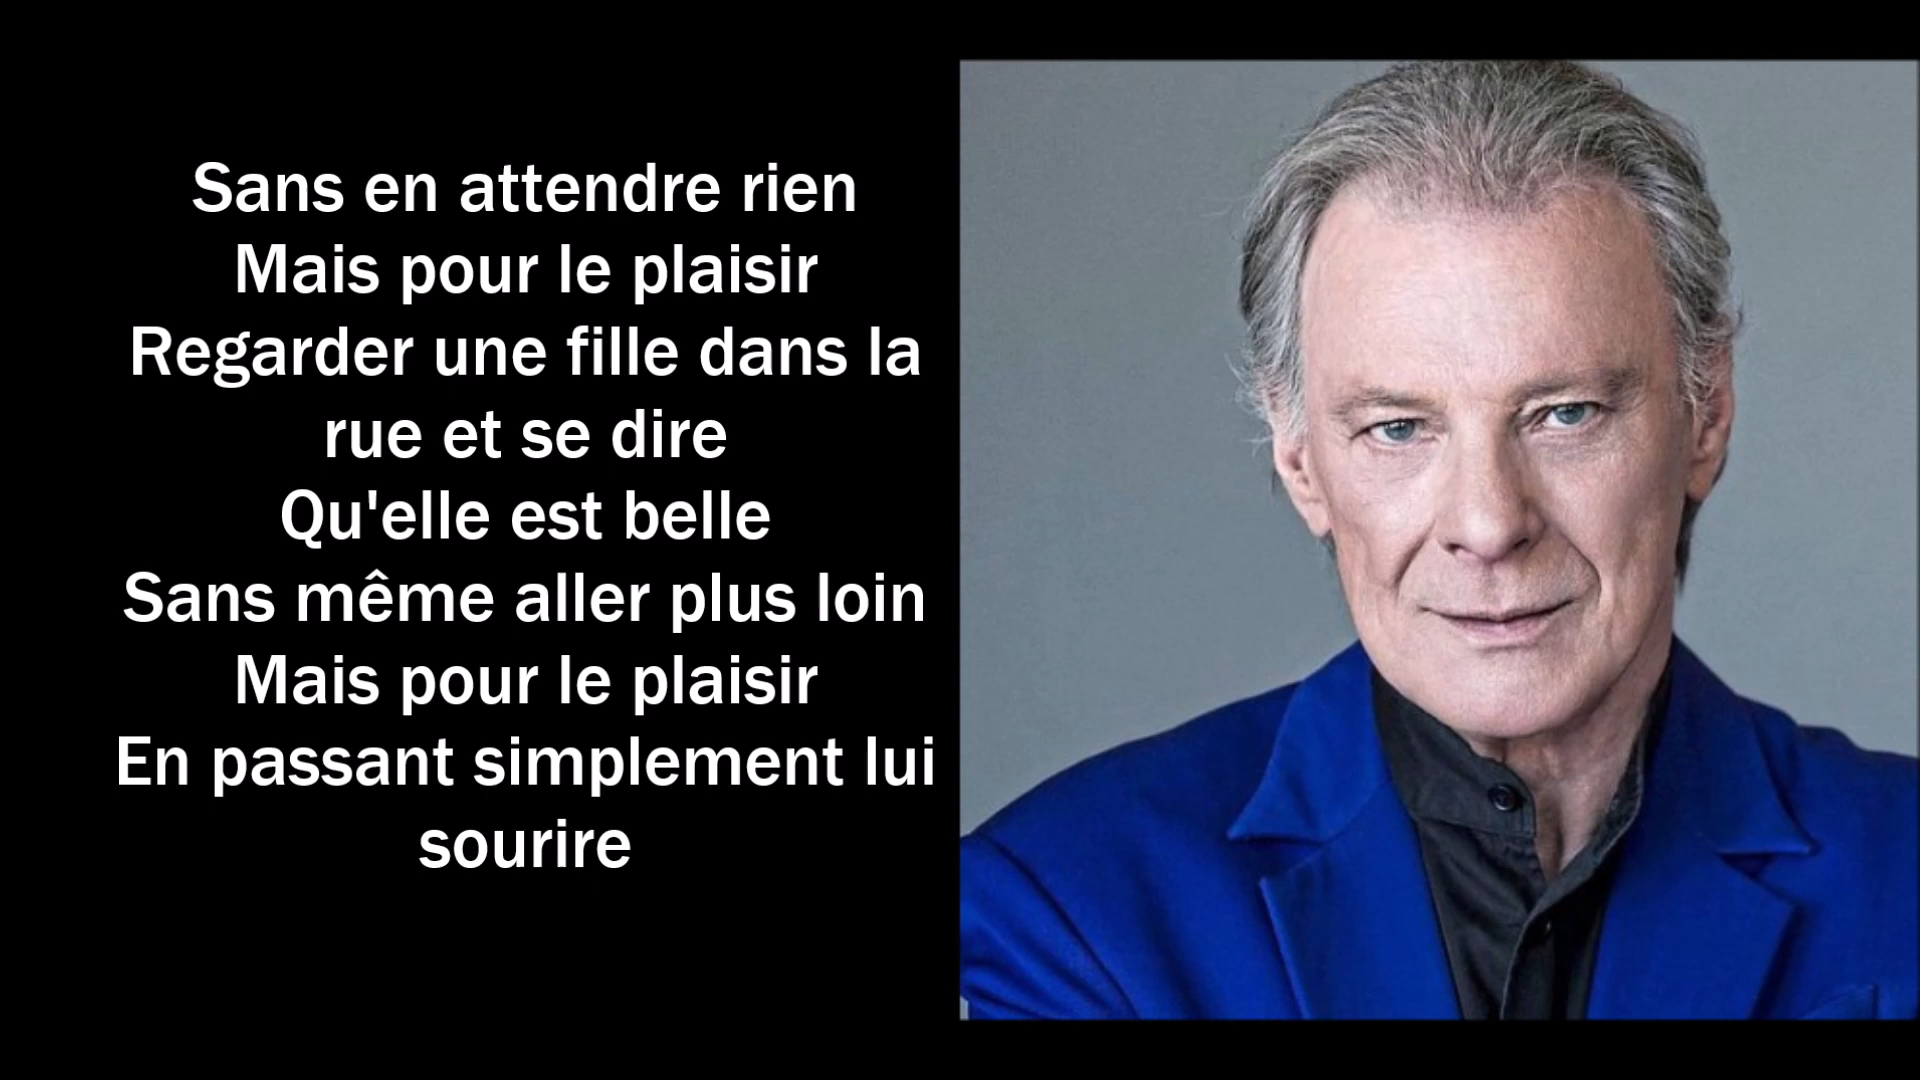 Sans en attendre rien
Mais pour le plaisir
Regarder une fille dans la
rue et se dire
Qu'elle est belle
Sans même aller plus loin
Mais pour le plaisir
En passant simplement lui
sourire